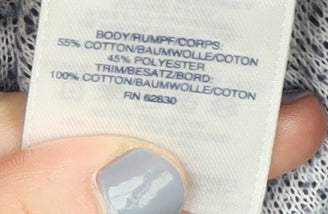 BODY/RUMPF/CORPS:
55% COTTON/BAUMWOLLE/COTON
45% POLYESTER
TRIM/BESATZ/BORD:
100% COTTON/BAUMWOLLE/COTON
RN 62830